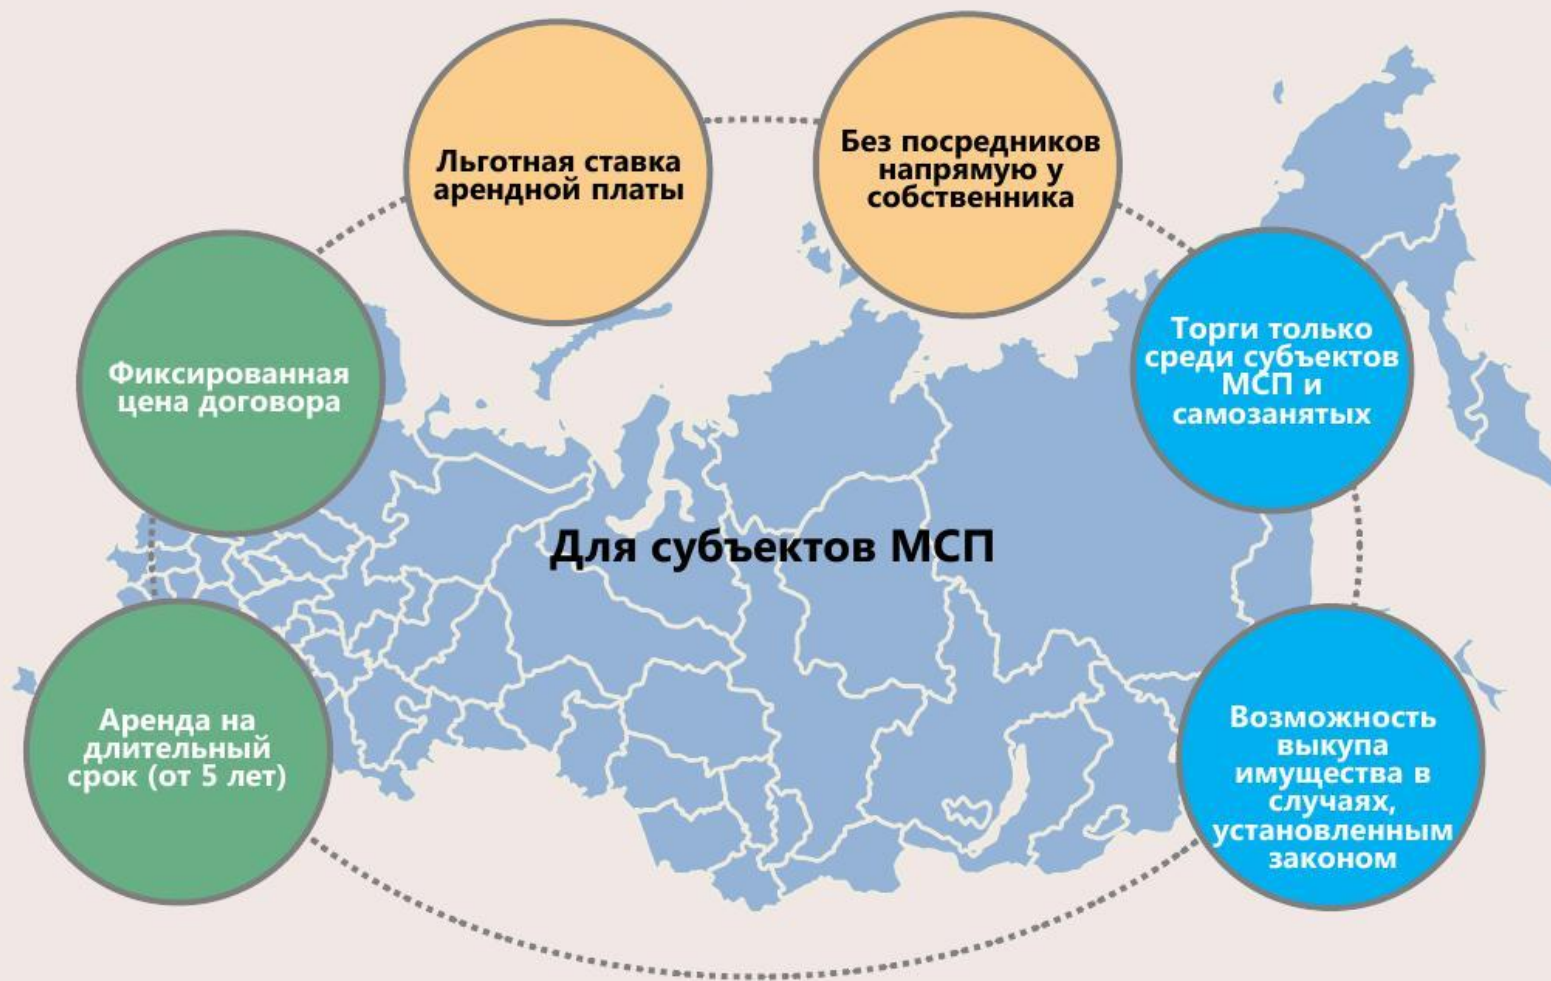 Льготная ставка
арендной платы
Без посредников
напрямую у
собственника
Фиксированная
цена договора
Торги только
среди субъектов
МСП и
самозанятых
Для субъектов МСП
Аренда на
длительный
срок (от 5 лет)
Возможность
выкупа
имущества в
случаях,
установленным
законом